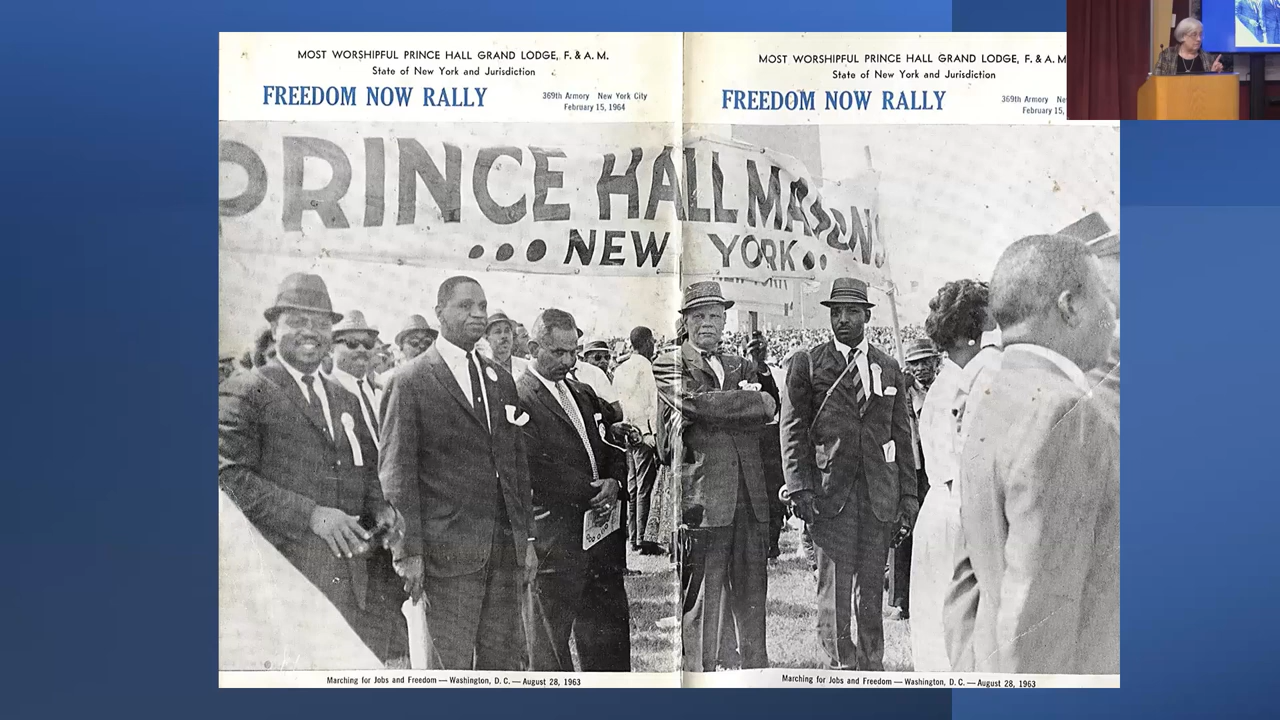 MOST WORSHIPFUL PRINCE HALL GRAND LODGE, F. & A. M.
State of New York and Jurisdiction
FREEDOM NOW RALLY
369th Armory New York City
February 15, 1964
MOST WORSHIPFUL PRINCE HALL GRAND LODGE, F. & A. M
State of New York and Jurisdiction
FREEDOM NOW RALLY
369th Armory Ne
February 15,
PRINCE HALL MASONS
...NEW YORK..
Marching for Jobs and Freedom — Washington, D. C. — August 28, 1963
Marching for Jobs and Freedom — Washington, D. C. — August 28, 1963